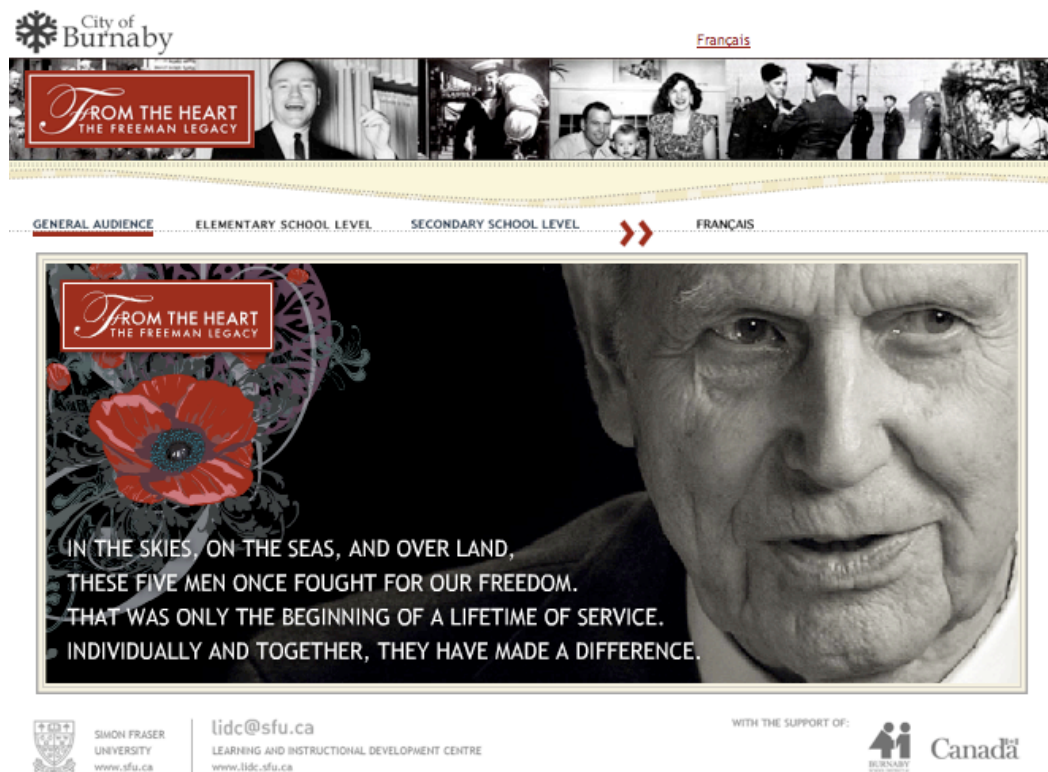 City of
Burnaby
Français
FROM THE HEART
THE FREEMAN LEGACY
GENERAL AUDIENCE
ELEMENTARY SCHOOL LEVEL
SECONDARY SCHOOL LEVEL
FRANÇAIS
FROM THE HEART
THE FREEMAN LEGACY
IN THE SKIES, ON THE SEAS, AND OVER LAND,
THESE FIVE MEN ONCE FOUGHT FOR OUR FREEDOM.
THAT WAS ONLY THE BEGINNING OF A LIFETIME OF SERVICE.
INDIVIDUALLY AND TOGETHER, THEY HAVE MADE A DIFFERENCE.
SIMON FRASER
UNIVERSITY
www.sfu.ca
lidc@sfu.ca
LEARNING AND INSTRUCTIONAL DEVELOPMENT CENTRE
www.lidc.sfu.ca
WITH THE SUPPORT OF:
BURNABY
Canada